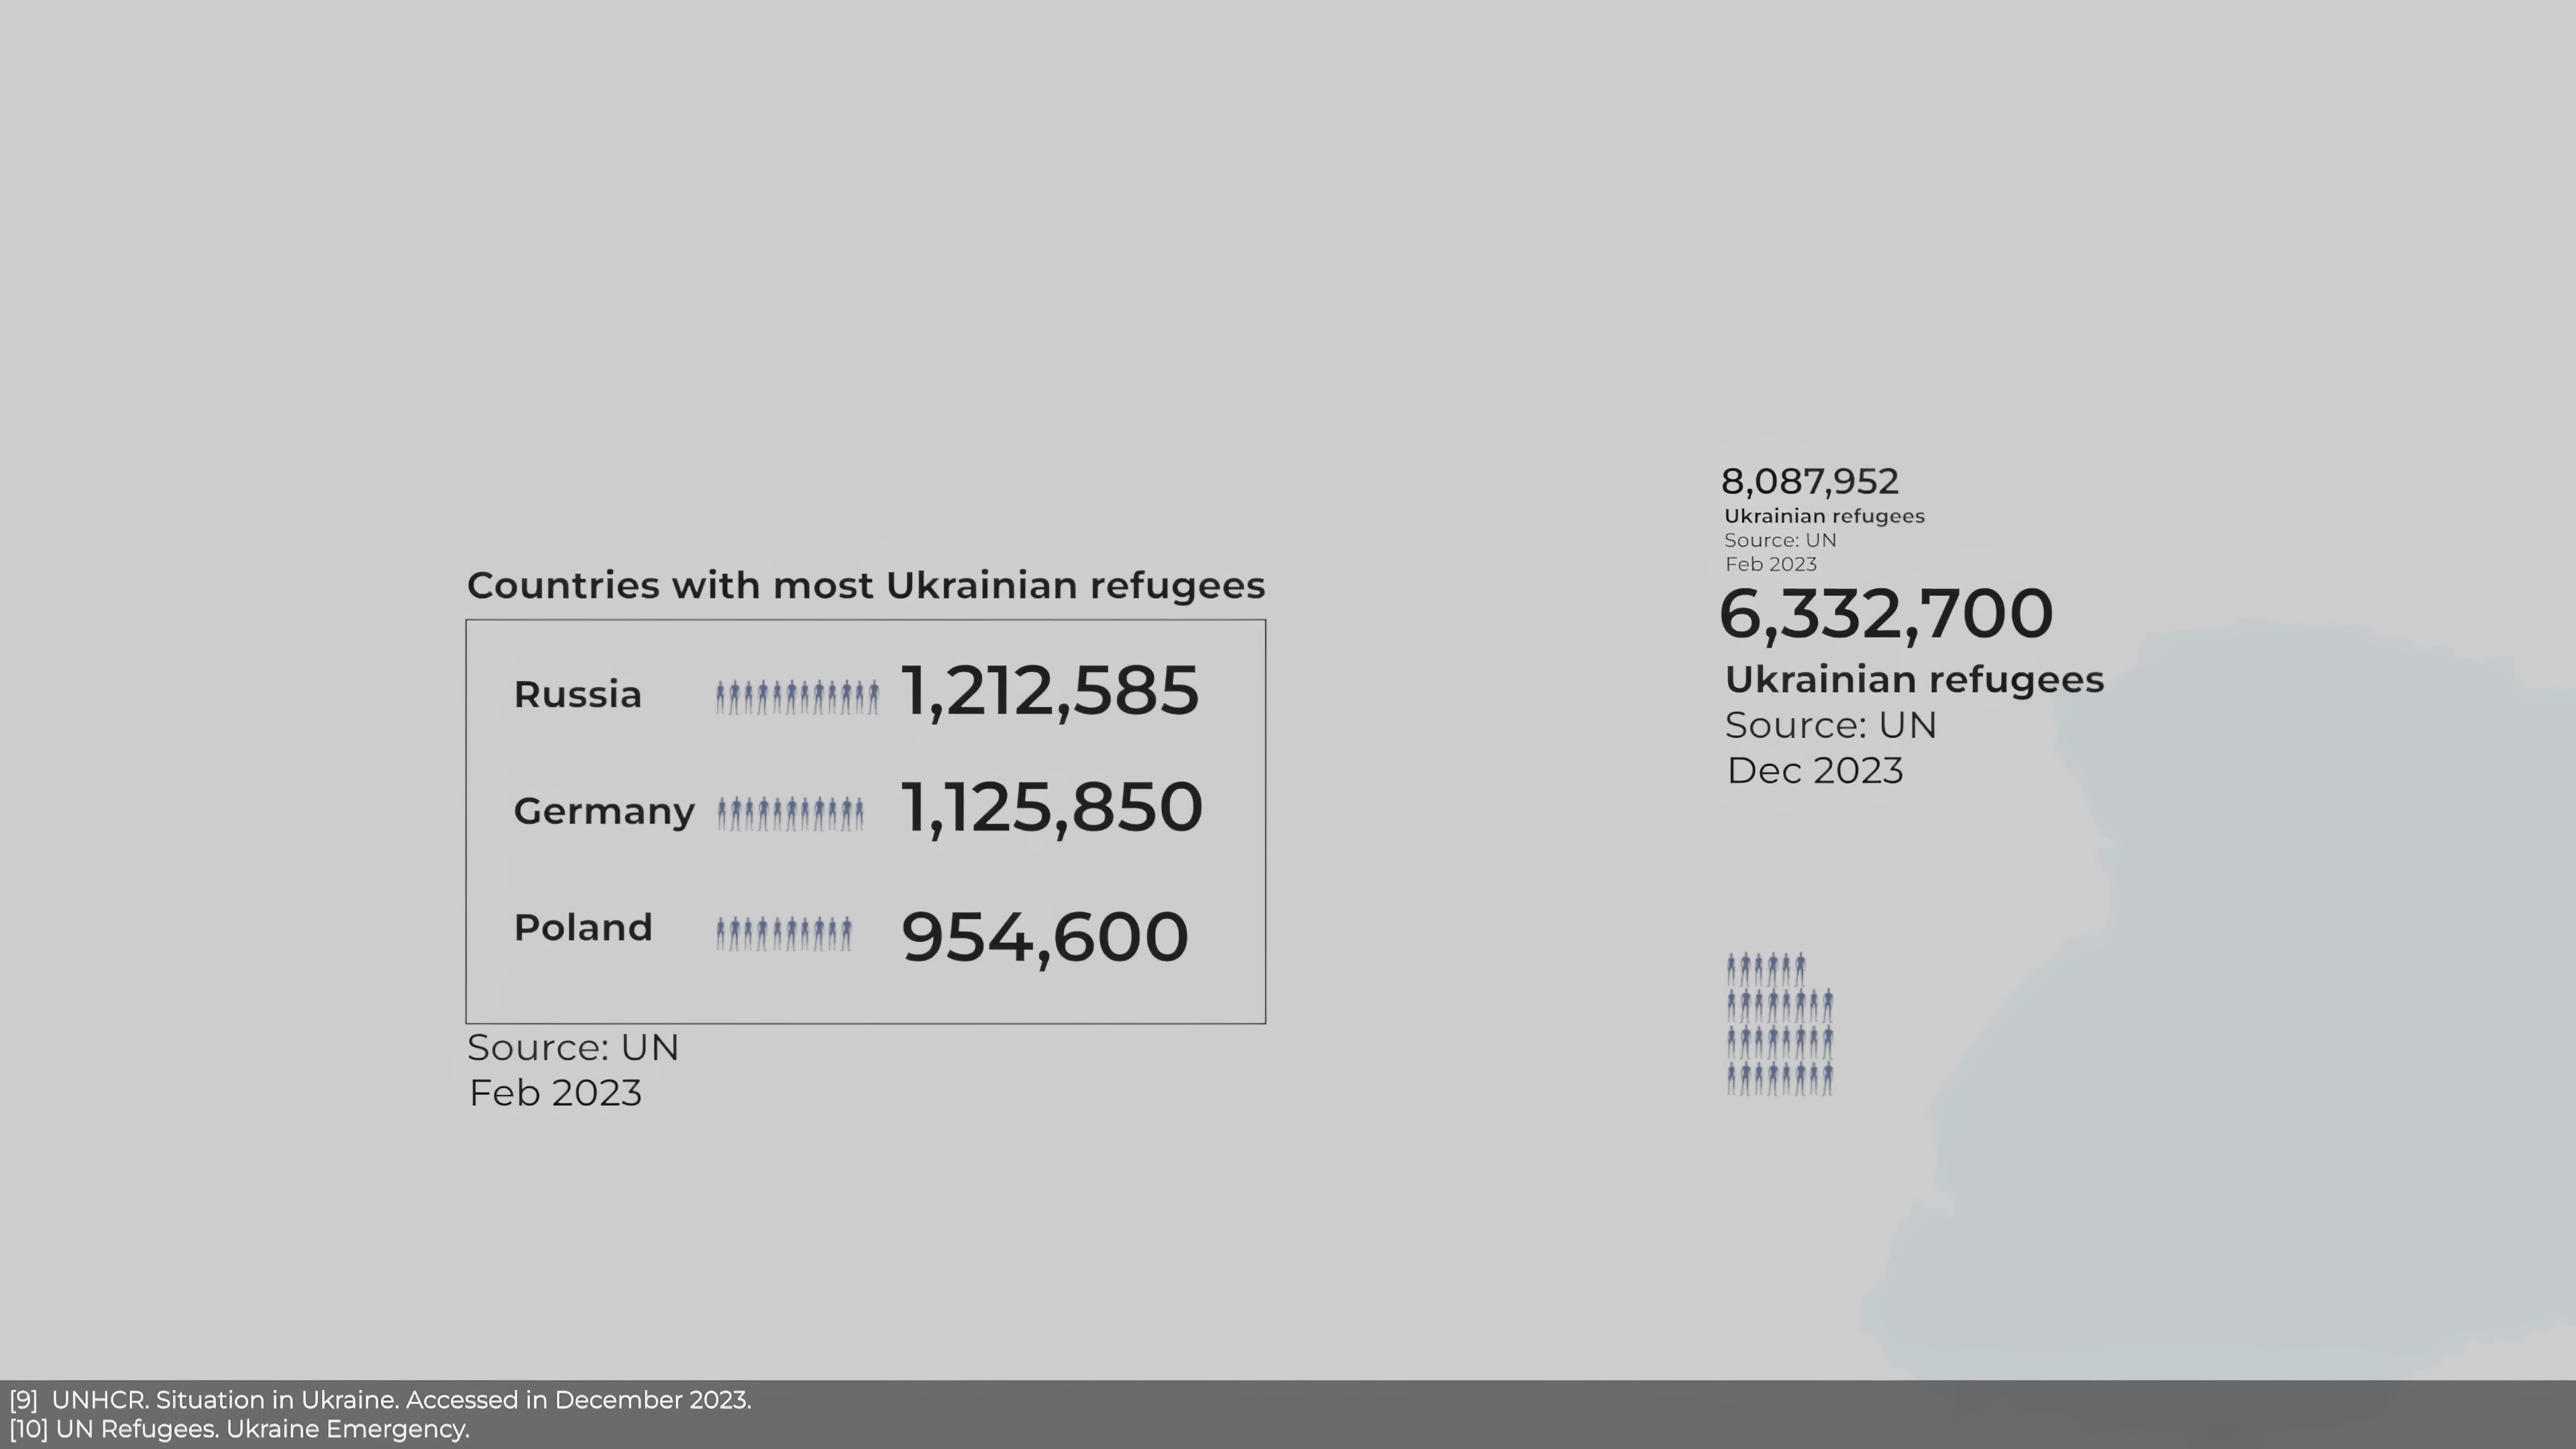 Countries with most Ukrainian refugees
Russia 1,212,585
Germany 1,125,850
Poland 954,600
Source: UN
Feb 2023
8,087,952
Ukrainian refugees
Source: UN
Feb 2023
6,332,700
Ukrainian refugees
Source: UN
Dec 2023
[9] UNHCR. Situation in Ukraine. Accessed in December 2023.
[10] UN Refugees. Ukraine Emergency.